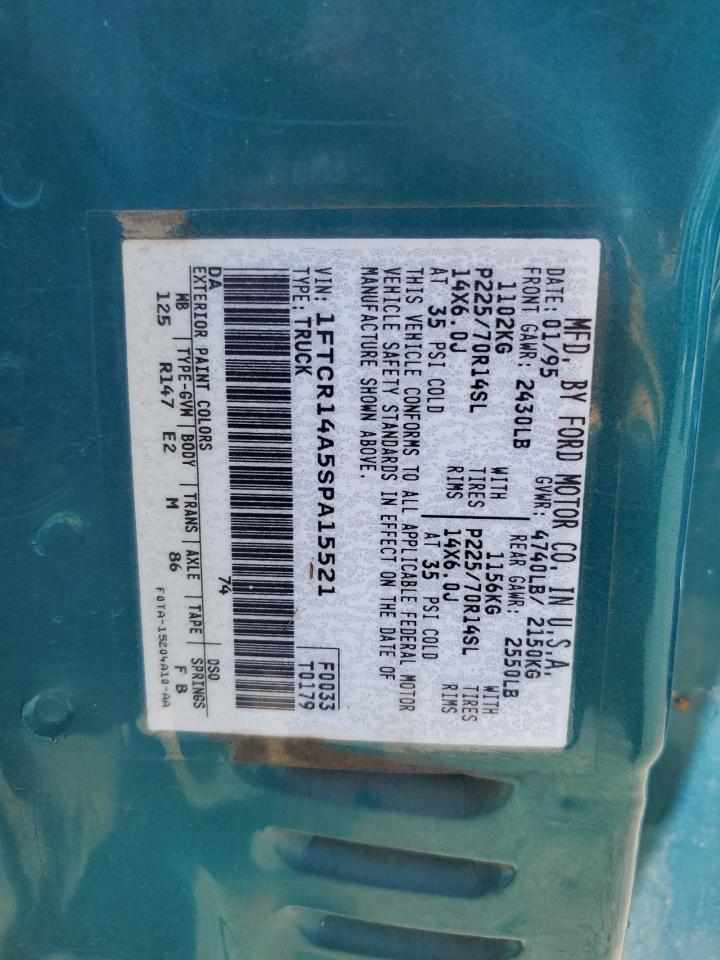 MFD. BY FORD MOTOR CO. IN U.S.A.
DATE: 01/95 GVWR: 4740LB/ 2150KG
FRONT GAWR: 2430LB REAR GAWR: 2550LB
1102KG WITH 1156KG WITH
P225/70R14SL TIRES P225/70R14SL TIRES
14X6.0J RIMS 14X6.0J RIMS
AT 35 PSI COLD AT 35 PSI COLD
THIS VEHICLE CONFORMS TO ALL APPLICABLE FEDERAL MOTOR
VEHICLE SAFETY STANDARDS IN EFFECT ON THE DATE OF
MANUFACTURE SHOWN ABOVE.
VIN: 1FTCR14A5SPA15521 F0033
TYPE: TRUCK T0179
74
DA
EXTERIOR PAINT COLORS DSO
WB TYPE-GVW BODY TRANS AXLE TAPE SPRINGS
125 R147 E2 M 86 F B
F0TA-15204A10-AA